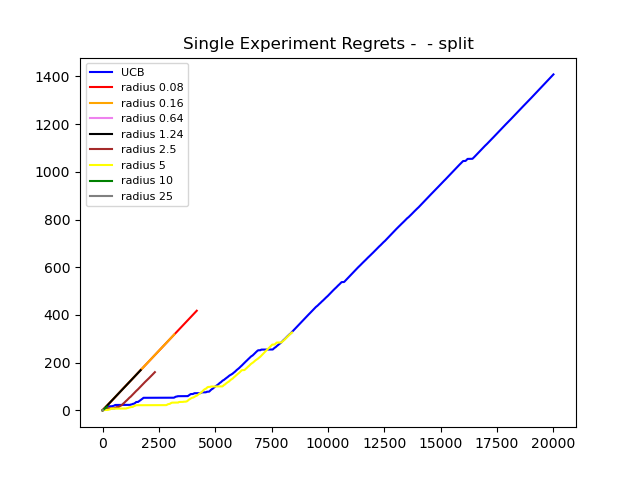 Single Experiment Regrets -  - split
UCB
radius 0.08
radius 0.16
radius 0.64
radius 1.24
radius 2.5
radius 5
radius 10
radius 25
1400
1200
1000
800
600
400
200
0
0 2500 5000 7500 10000 12500 15000 17500 20000